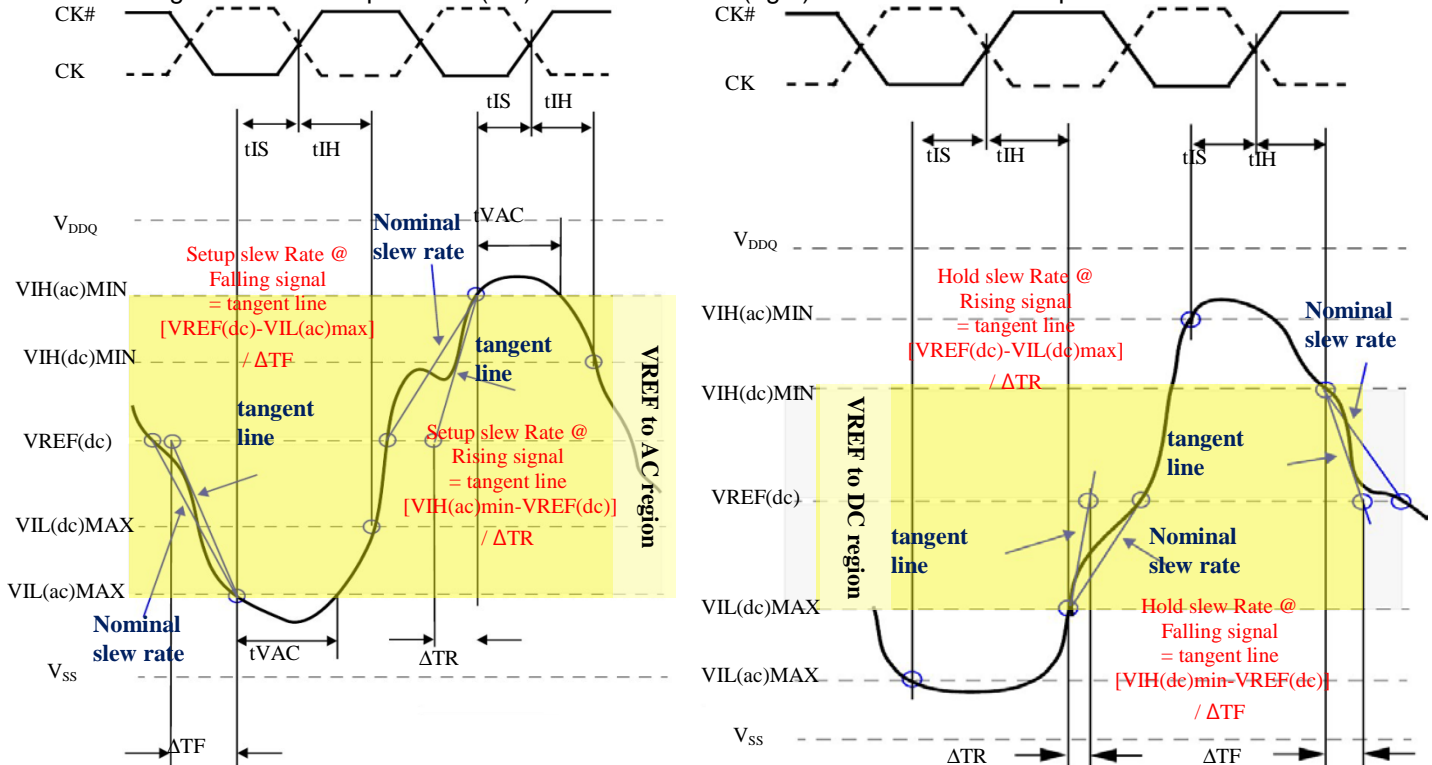 CK#
CK
tIS
tIH
tIS
tIH
VDDQ
Nominal
slew rate
tVAC
Setup slew Rate @
Falling signal
= tangent line
[VREF(dc)-VIL(ac)max]
/ ΔTF
VIH(ac)MIN
VIH(dc)MIN
tangent
line
tangent
line
VREF(dc)
Setup slew Rate @
Rising signal
= tangent line
[VIH(ac)min-VREF(dc)]
/ ΔTR
VREF to AC region
VIL(dc)MAX
VIL(ac)MAX
Nominal
slew rate
tVAC
ΔTR
VSS
ΔTF
CK#
CK
tIS
tIH
tIS
tIH
VDDQ
Hold slew Rate @
Rising signal
= tangent line
[VREF(dc)-VIL(dc)max]
/ ΔTR
VIH(ac)MIN
Nominal
slew rate
VIH(dc)MIN
tangent
line
VREF to DC region
VREF(dc)
tangent
line
Nominal
slew rate
VIL(dc)MAX
Hold slew Rate @
Falling signal
= tangent line
[VIH(dc)min-VREF(dc)]
/ ΔTF
VIL(ac)MAX
VSS
ΔTR
ΔTF